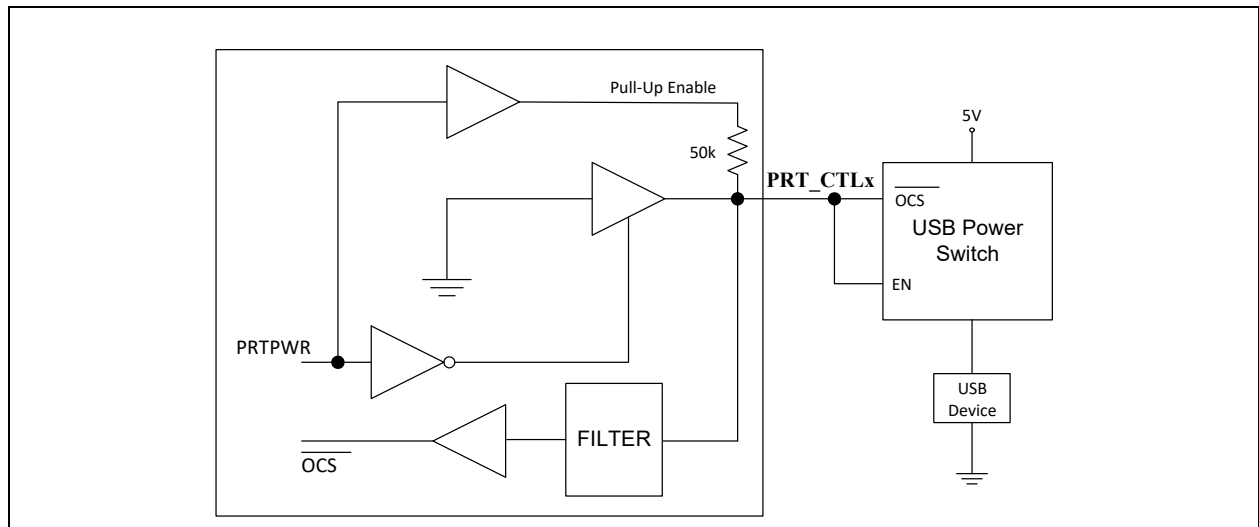 Pull-Up Enable
5V
50k
PRT_CTLx
OCS
USB Power
Switch
EN
PRTPWR
FILTER
OCS
USB
Device